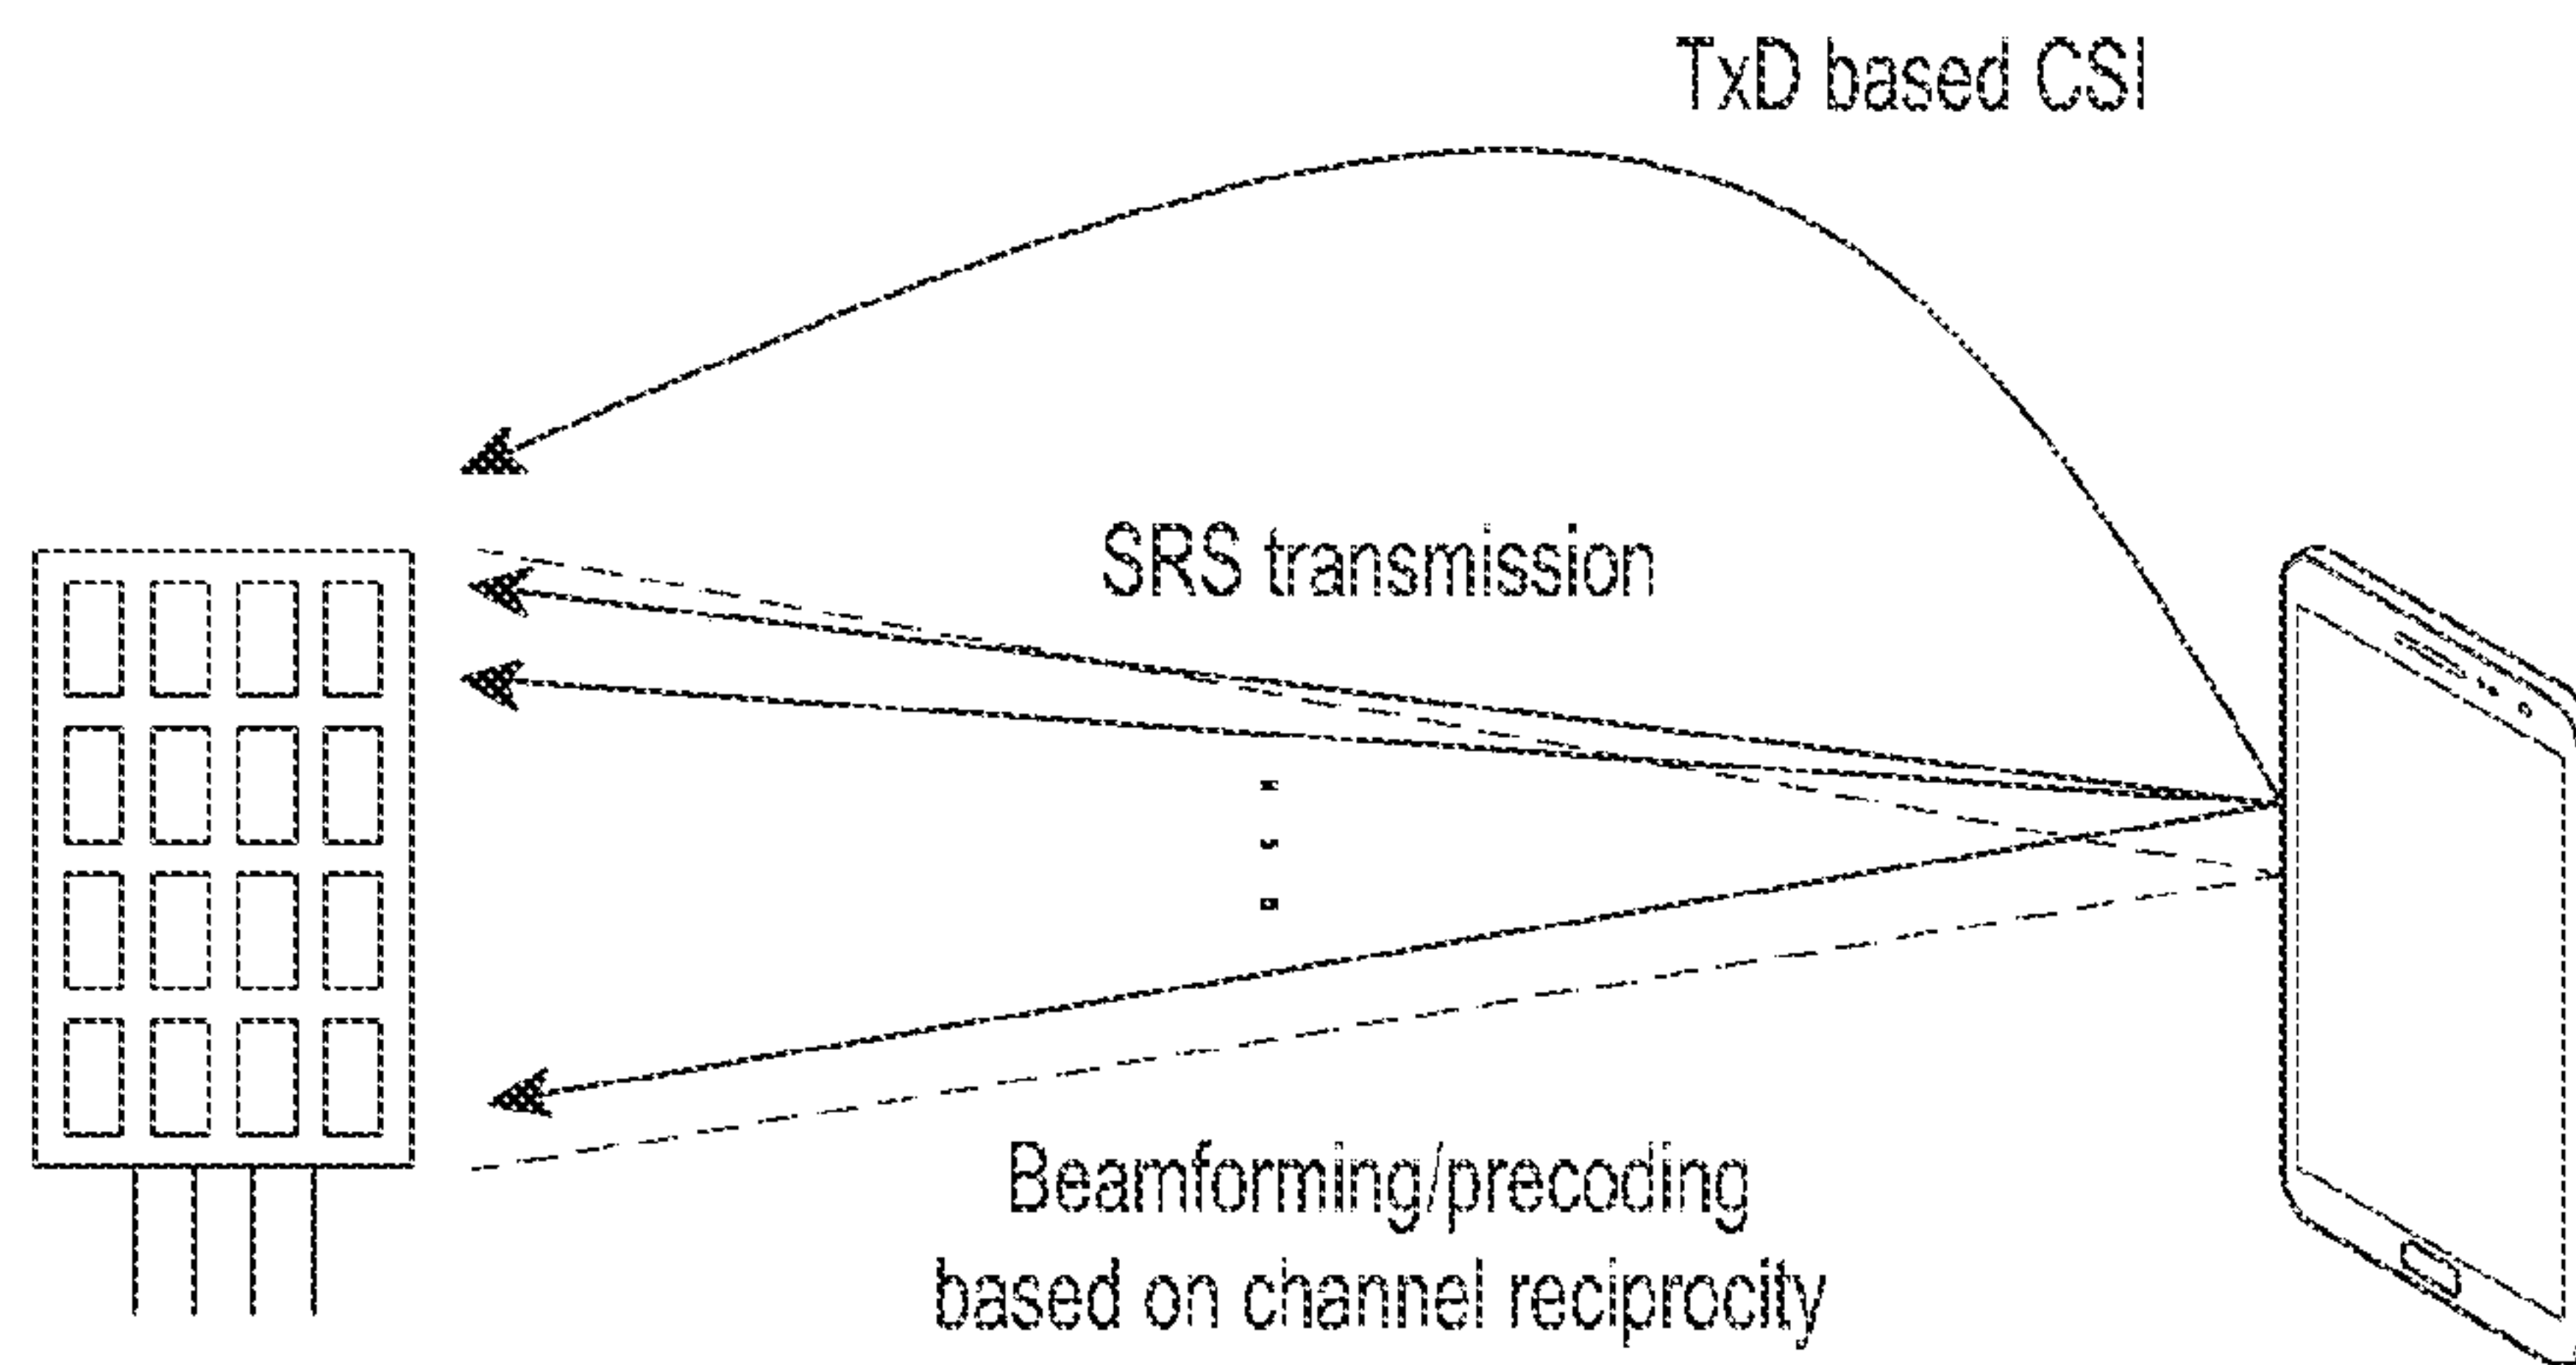 TxD based CSI
SRS transmission
Beamforming/precoding
based on channel reciprocity